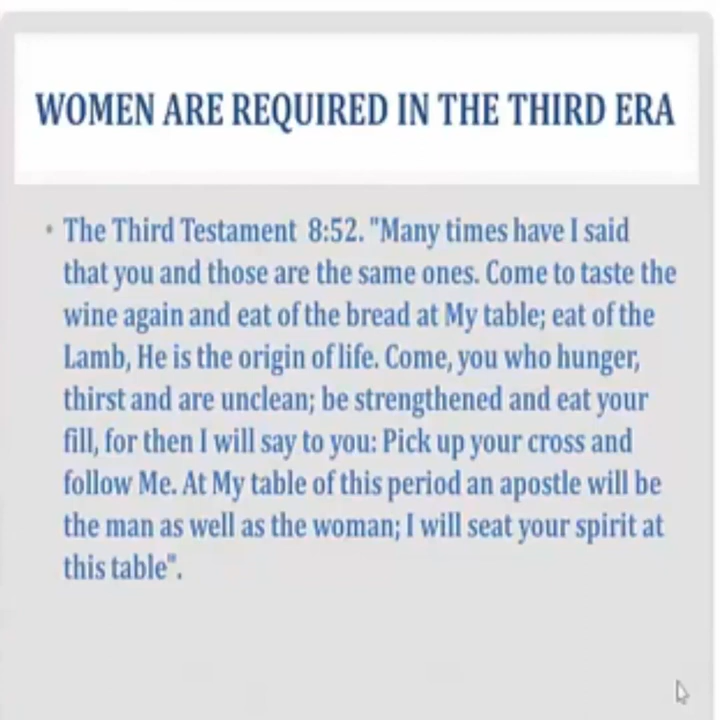 WOMEN ARE REQUIRED IN THE THIRD ERA
• The Third Testament 8:52. "Many times have I said
that you and those are the same ones. Come to taste the
wine again and eat of the bread at My table; eat of the
Lamb, He is the origin of life. Come, you who hunger,
thirst and are unclean; be strengthened and eat your
fill, for then I will say to you: Pick up your cross and
follow Me. At My table of this period an apostle will be
the man as well as the woman; I will seat your spirit at
this table".